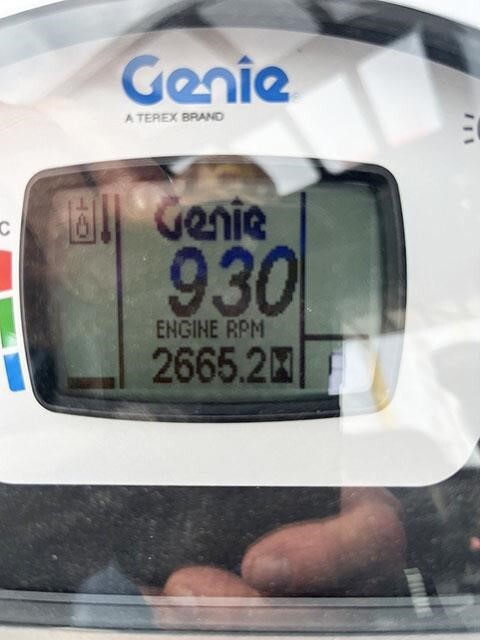 Genie
A TEREX BRAND
C
Genie
930
ENGINE RPM
2665.2